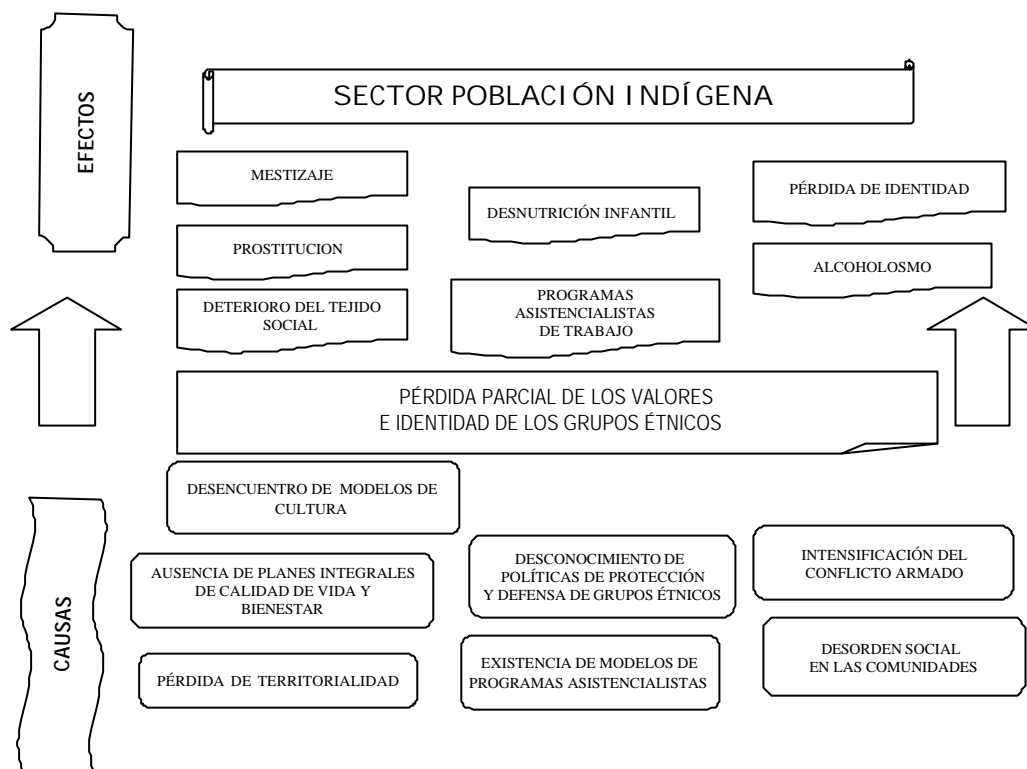 EFECTOS
SECTOR POBLACIÓN INDÍGENA
MESTIZAJE
DESNUTRICIÓN INFANTIL
PÉRDIDA DE IDENTIDAD
PROSTITUCION
ALCOHOLOSMO
DETERIORO DEL TEJIDO
SOCIAL
PROGRAMAS
ASISTENCIALISTAS
DE TRABAJO
PÉRDIDA PARCIAL DE LOS VALORES
E IDENTIDAD DE LOS GRUPOS ÉTNICOS
CAUSAS
DESENCUENTRO DE MODELOS DE
CULTURA
AUSENCIA DE PLANES INTEGRALES
DE CALIDAD DE VIDA Y
BIENESTAR
DESCONOCIMIENTO DE
POLÍTICAS DE PROTECCIÓN
Y DEFENSA DE GRUPOS ÉTNICOS
INTENSIFICACIÓN DEL
CONFLICTO ARMADO
PÉRDIDA DE TERRITORIALIDAD
EXISTENCIA DE MODELOS DE
PROGRAMAS ASISTENCIALISTAS
DESORDEN SOCIAL
EN LAS COMUNIDADES